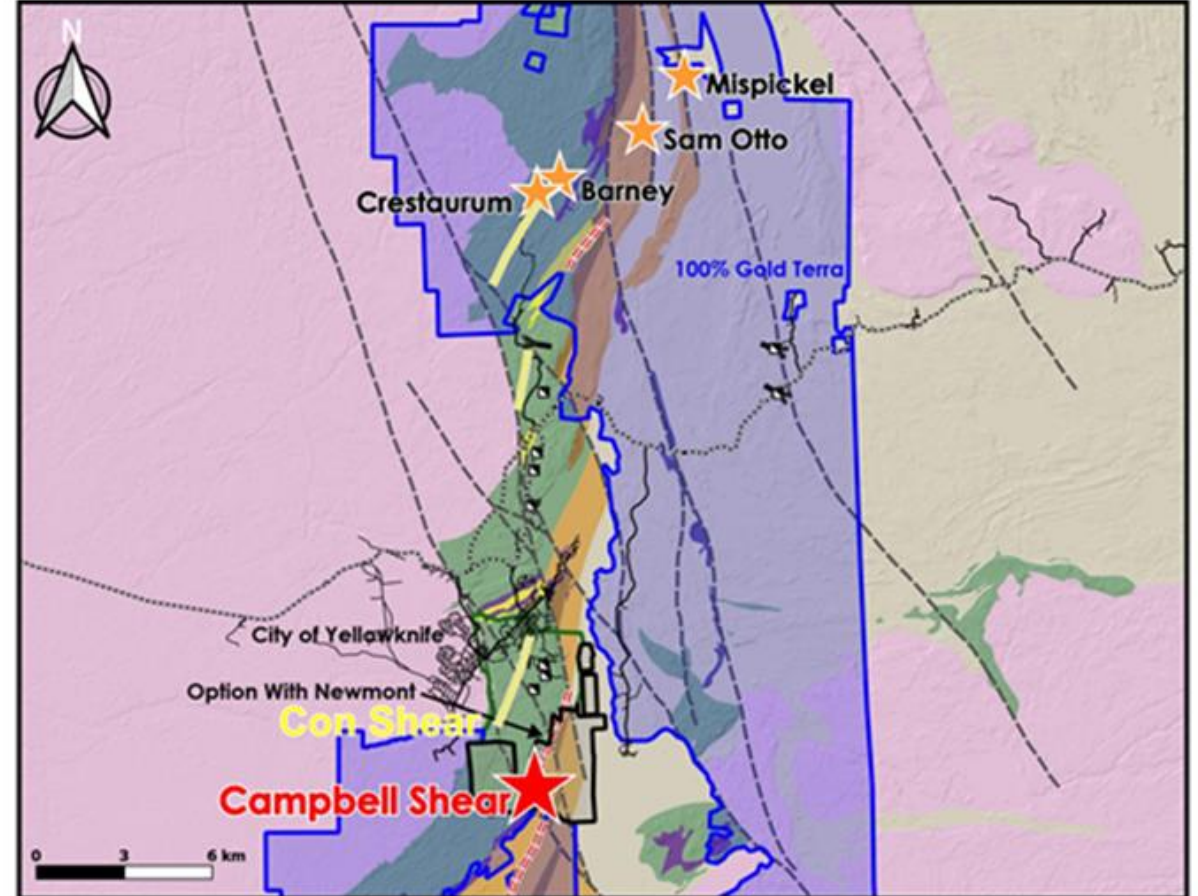 N
Mispickel
Sam Otto
Barney
Crestaurum
100% Gold Terra
City of Yellowknife
Option With Newmont
Con Shear
Campbell Shear
0 3 6 km